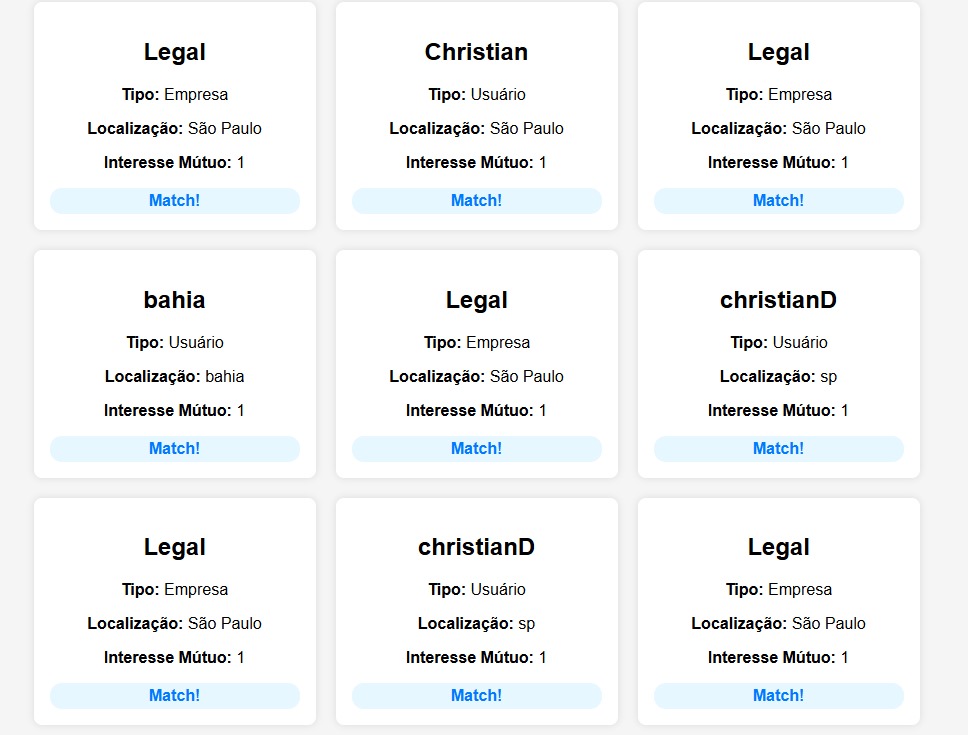 Legal
Tipo: Empresa
Localização: São Paulo
Interesse Mútuo: 1
Match!
Christian
Tipo: Usuário
Localização: São Paulo
Interesse Mútuo: 1
Match!
Legal
Tipo: Empresa
Localização: São Paulo
Interesse Mútuo: 1
Match!
bahia
Tipo: Usuário
Localização: bahia
Interesse Mútuo: 1
Match!
Legal
Tipo: Empresa
Localização: São Paulo
Interesse Mútuo: 1
Match!
christianD
Tipo: Usuário
Localização: sp
Interesse Mútuo: 1
Match!
Legal
Tipo: Empresa
Localização: São Paulo
Interesse Mútuo: 1
Match!
christianD
Tipo: Usuário
Localização: sp
Interesse Mútuo: 1
Match!
Legal
Tipo: Empresa
Localização: São Paulo
Interesse Mútuo: 1
Match!